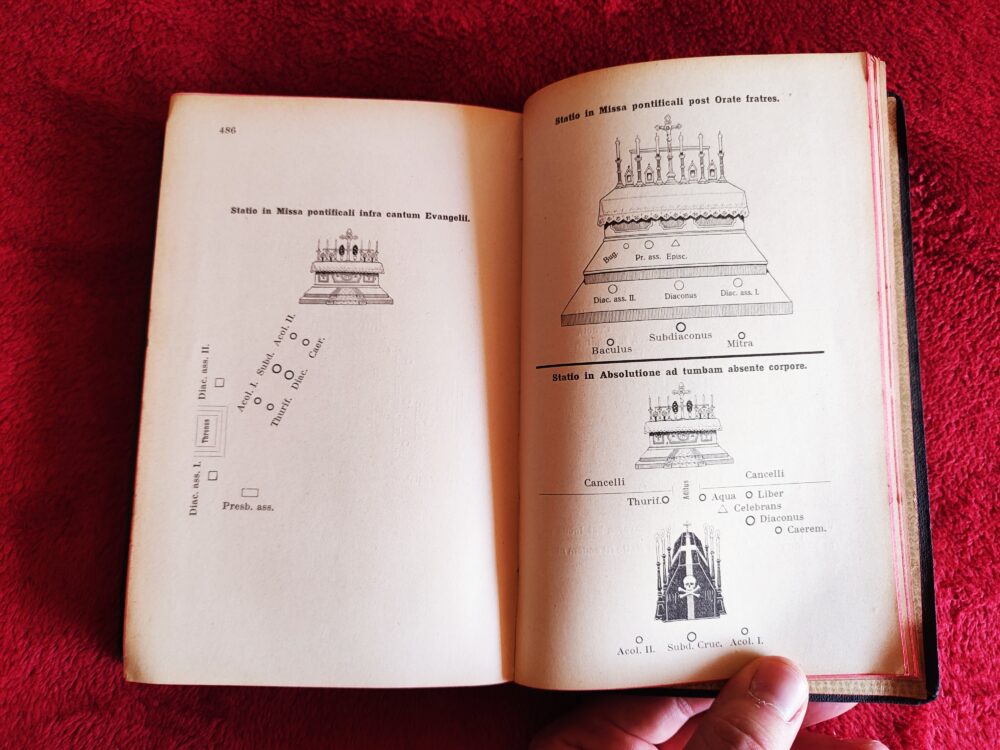 486
Statio in Missa pontificali infra cantum Evangelii.
Acol. I. Subd. Acol. II.
Thurif. Diac. Caer.
Diac. ass. II.
Thronus
Diac. ass. I.
Presb. ass.
Statio in Missa pontificali post Orate fratres.
Bug. Pr. ass. Episc.
Diac. ass. II. Diaconus Diac. ass. I.
Subdiaconus
Baculus Mitra
Statio in Absolutione ad tumbam absente corpore.
Cancelli Aditus Cancelli
Thurif. Aqua Liber
Celebrans
Diaconus
Caerem.
Acol. II. Subd. Cruc. Acol. I.